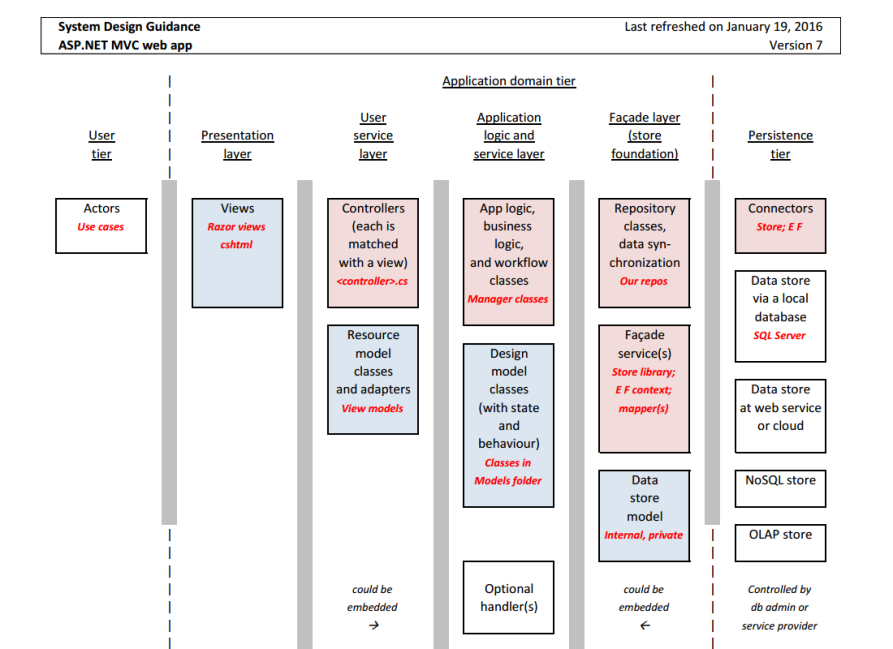 System Design Guidance
Last refreshed on January 19, 2016
ASP.NET MVC web app
Version 7
Application domain tier
User
tier
Presentation
layer
User
service
layer
Application
logic and
service layer
Façade layer
(store
foundation)
Persistence
tier
Actors
Use cases
Views
Razor views
cshtml
Controllers
(each is
matched
with a view)
<controller>.cs
Resource
model
classes
and adapters
View models
could be
embedded
→
App logic,
business
logic,
and workflow
classes
Manager classes
Design
model
classes
(with state
and
behaviour)
Classes in
Models folder
Optional
handler(s)
Repository
classes,
data syn-
chronization
Our repos
Façade
service(s)
Store library;
E F context;
mapper(s)
Data
store
model
Internal, private
could be
embedded
←
Connectors
Store; E F
Data store
via a local
database
SQL Server
Data store
at web service
or cloud
NoSQL store
OLAP store
Controlled by
db admin or
service provider